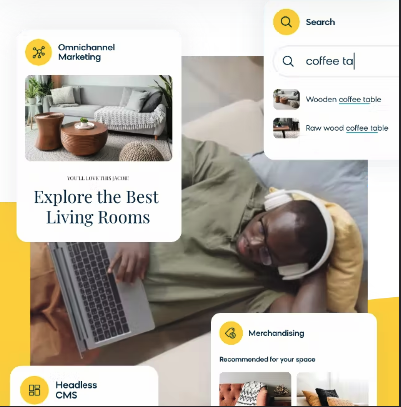 Omnichannel
Marketing
YOU'LL LOVE THIS JACOB!
Explore the Best
Living Rooms
Search
coffee ta
Wooden coffee table
Raw wood coffee table
Merchandising
Recommended for your space
Headless
CMS